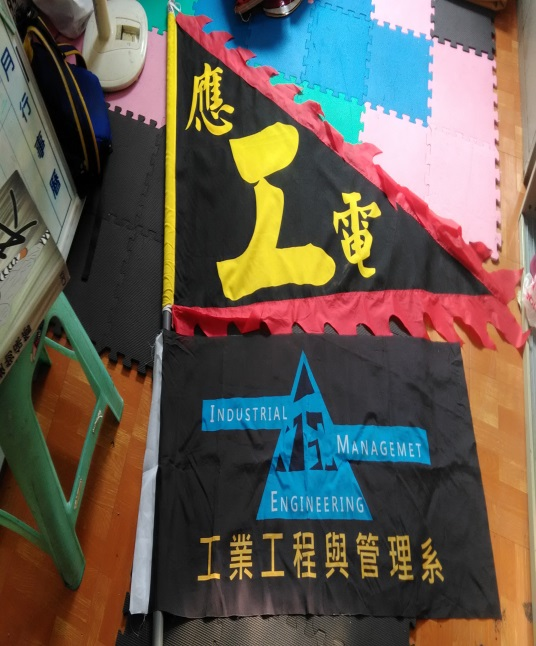 應
工
電
INDUSTRIAL
MANAGEMET
ENGINEERING
工業工程與管理系